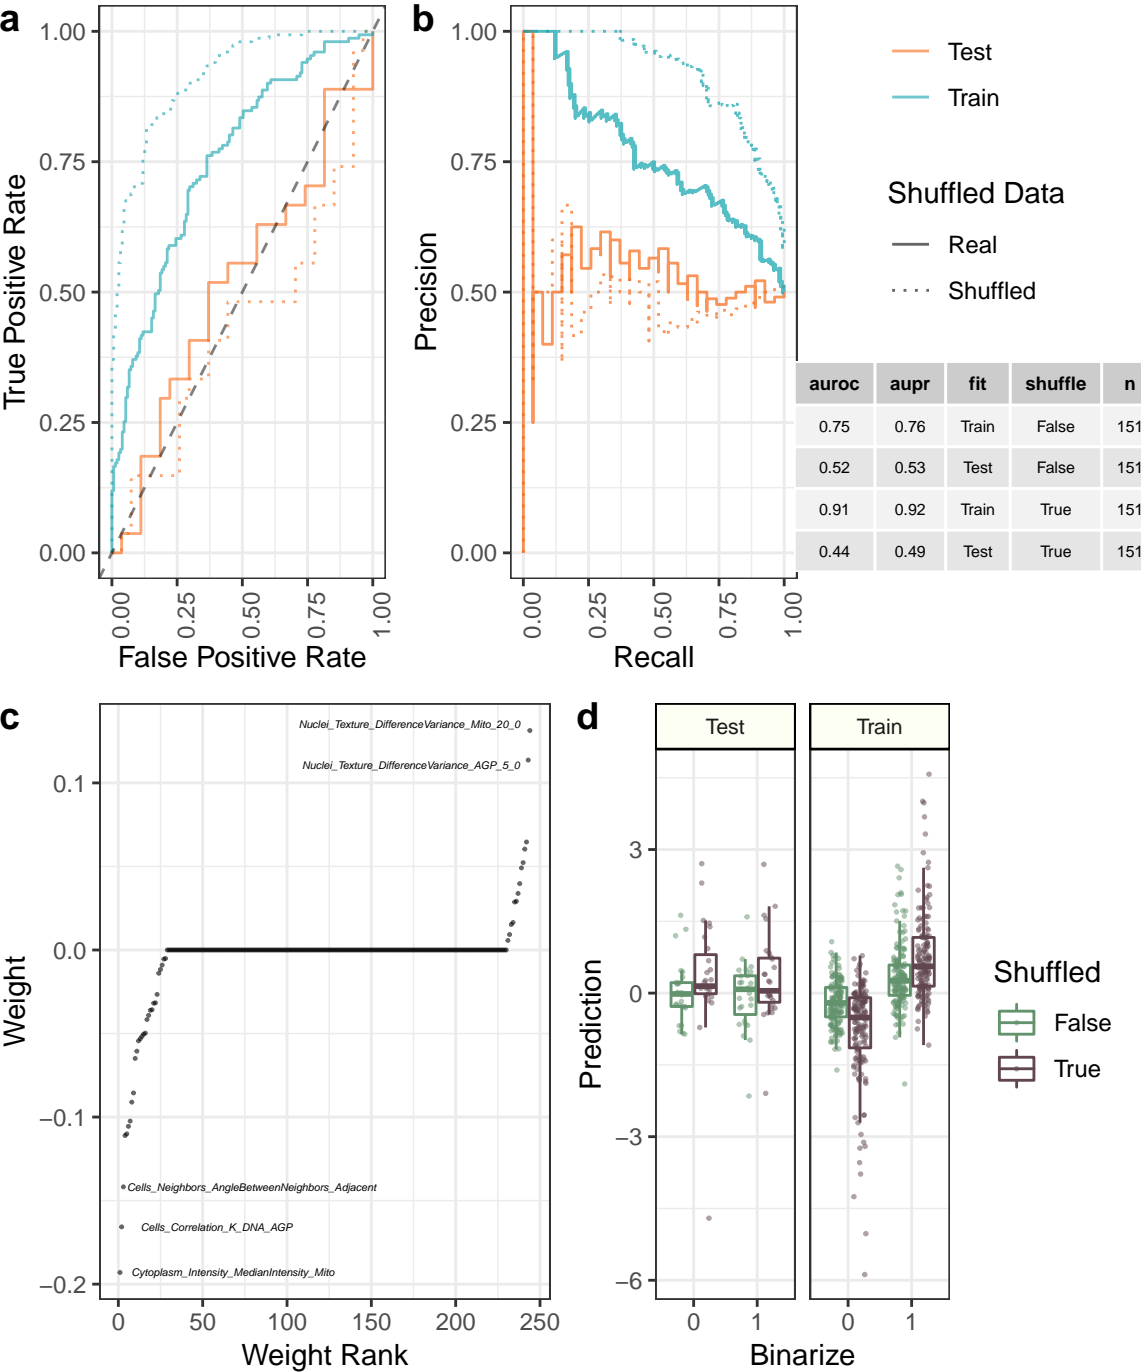 a
1.00
0.75
0.50
0.25
0.00
True Positive Rate
0.00
0.25
0.50
0.75
1.00
False Positive Rate
b
1.00
0.75
0.50
0.25
0.00
Precision
0.00
0.25
0.50
0.75
1.00
Recall
Test
Train
Shuffled Data
Real
Shuffled
auroc aupr fit shuffle n
0.75 0.76 Train False 151
0.52 0.53 Test False 151
0.91 0.92 Train True 151
0.44 0.49 Test True 151
c
Nuclei_Texture_DifferenceVariance_Mito_20_0
Nuclei_Texture_DifferenceVariance_AGP_5_0
Cells_Neighbors_AngleBetweenNeighbors_Adjacent
Cells_Correlation_K_DNA_AGP
Cytoplasm_Intensity_MedianIntensity_Mito
0.1
0.0
−0.1
−0.2
Weight
0 50 100 150 200 250
Weight Rank
d
Test Train
3
0
−3
−6
Prediction
0 1 0 1
Binarize
Shuffled
False
True